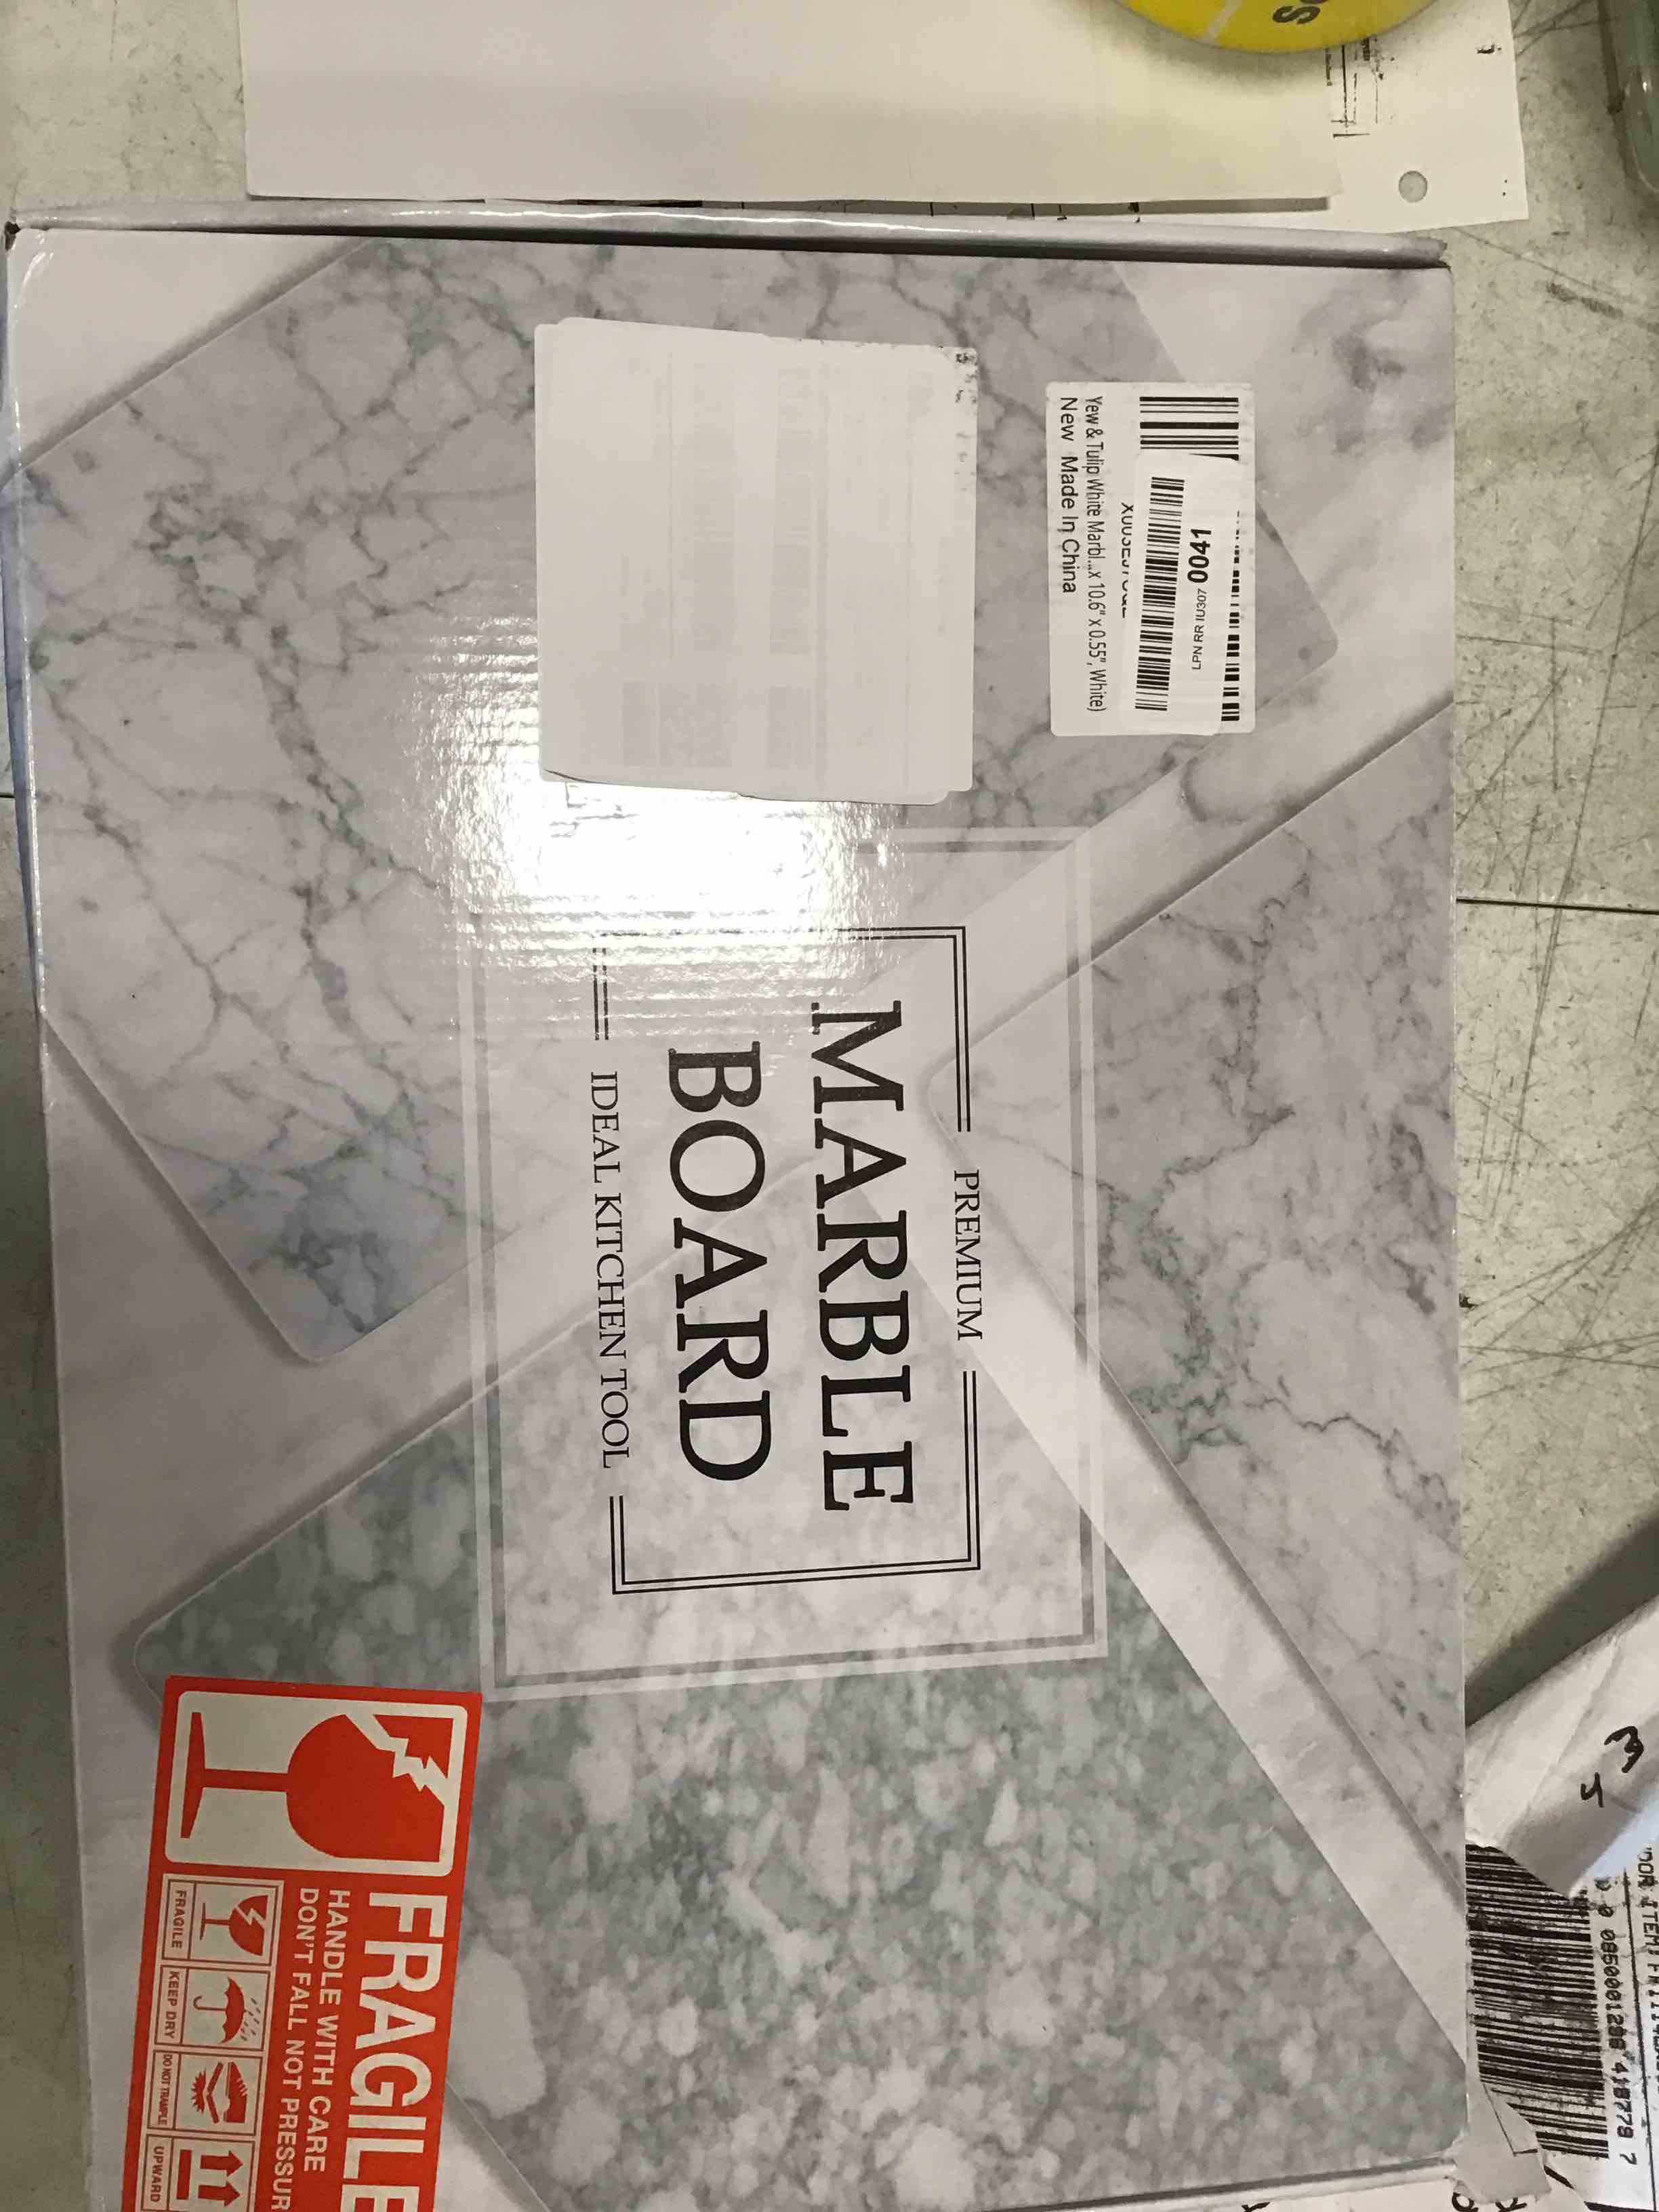 PREMIUM
MARBLE
BOARD
IDEAL KITCHEN TOOL
Yew & Tulip White Marbl...x 10.6" x 0.55", White)
New Made In China
LPN RR IU307 0041
FRAGILE
HANDLE WITH CARE
DON'T FALL NOT PRESSUR
FRAGILE
KEEP DRY
DO NOT TRAMPLE
UPWARD